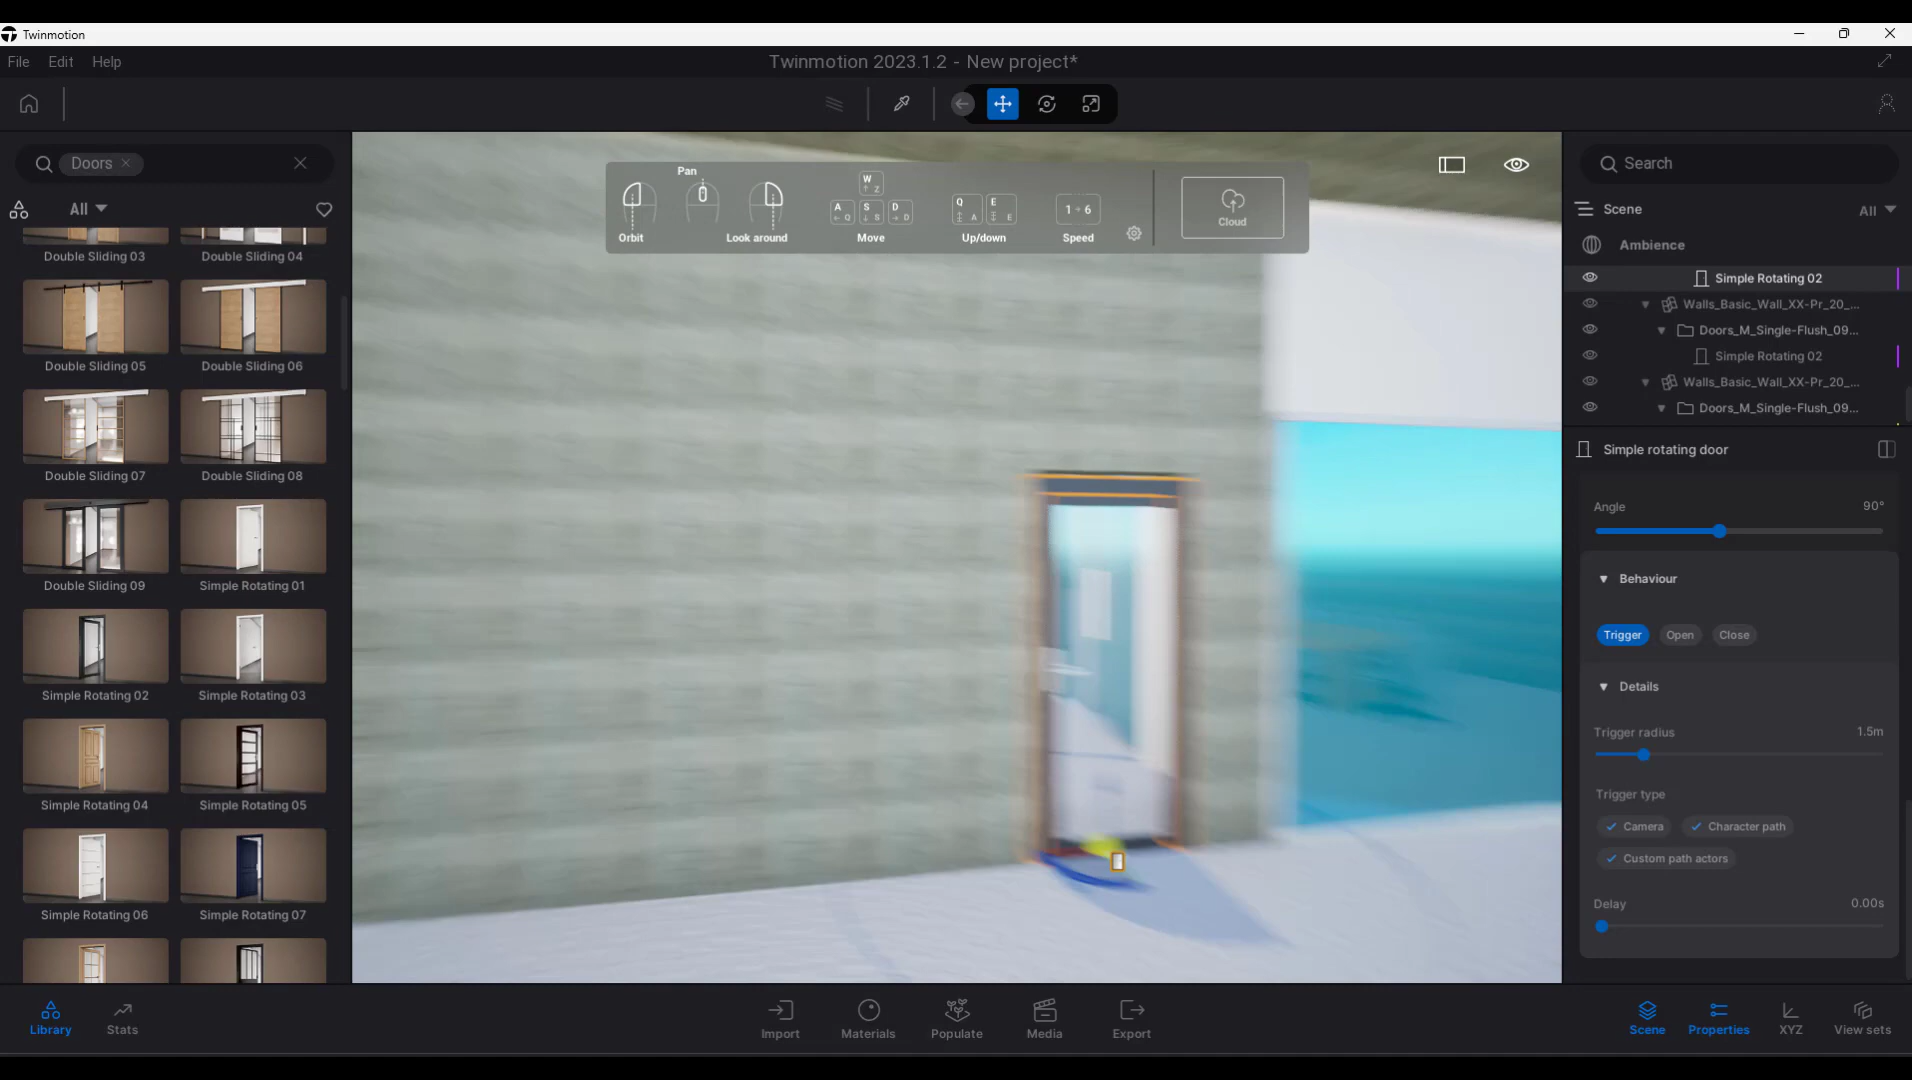 Twinmotion
File Edit Help
Twinmotion 2023.1.2 - New project*
Doors
All
Double Sliding 03
Double Sliding 04
Double Sliding 05
Double Sliding 06
Double Sliding 07
Double Sliding 08
Double Sliding 09
Simple Rotating 01
Simple Rotating 02
Simple Rotating 03
Simple Rotating 04
Simple Rotating 05
Simple Rotating 06
Simple Rotating 07
Pan
Orbit
Look around
W Z
A Q S S D D
Move
Q A E E
Up/down
1 ÷ 6
Speed
Cloud
Search
Scene
All
Ambience
Simple Rotating 02
Walls_Basic_Wall_XX-Pr_20_...
Doors_M_Single-Flush_09...
Simple Rotating 02
Walls_Basic_Wall_XX-Pr_20_...
Doors_M_Single-Flush_09...
Simple rotating door
Angle 90°
Behaviour
Trigger Open Close
Details
Trigger radius 1.5m
Trigger type
Camera Character path
Custom path actors
Delay 0.00s
Library Stats
Import Materials Populate Media Export
Scene Properties XYZ View sets